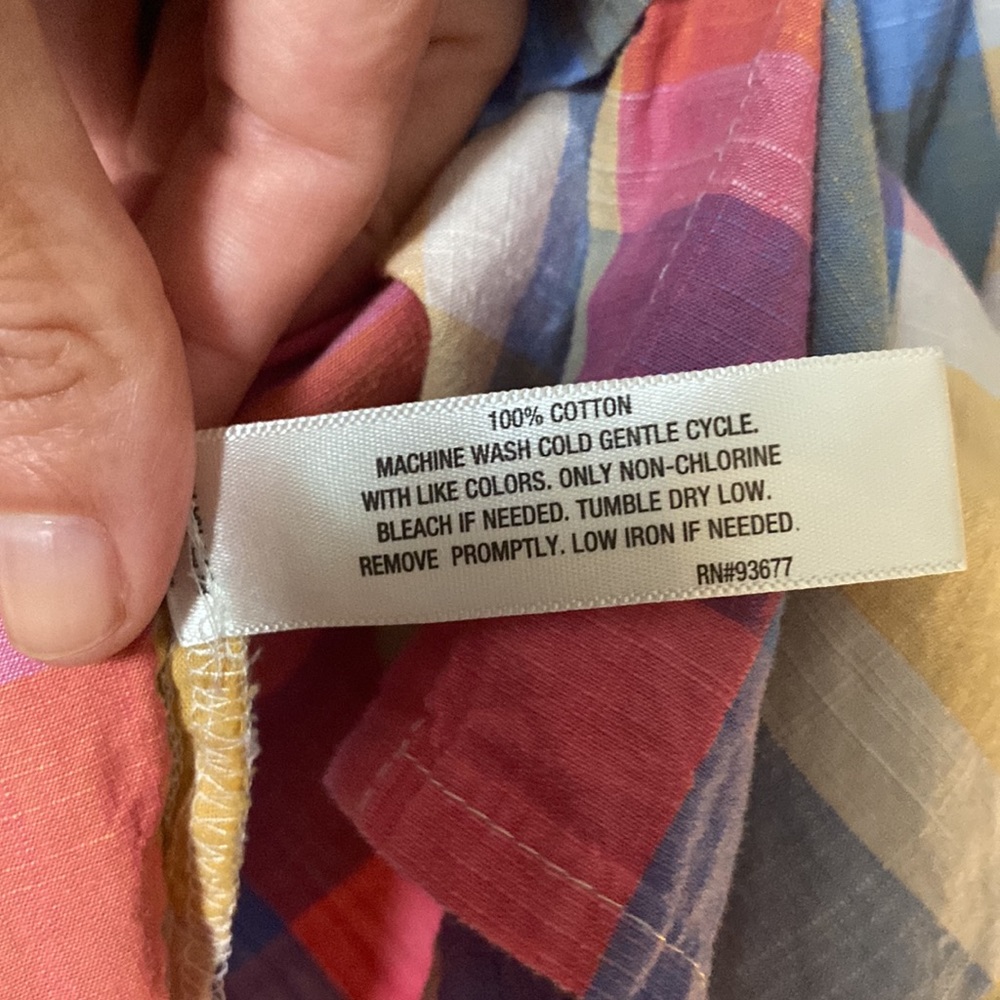 100% COTTON
MACHINE WASH COLD GENTLE CYCLE.
WITH LIKE COLORS. ONLY NON-CHLORINE
BLEACH IF NEEDED. TUMBLE DRY LOW.
REMOVE PROMPTLY. LOW IRON IF NEEDED.
RN#93677